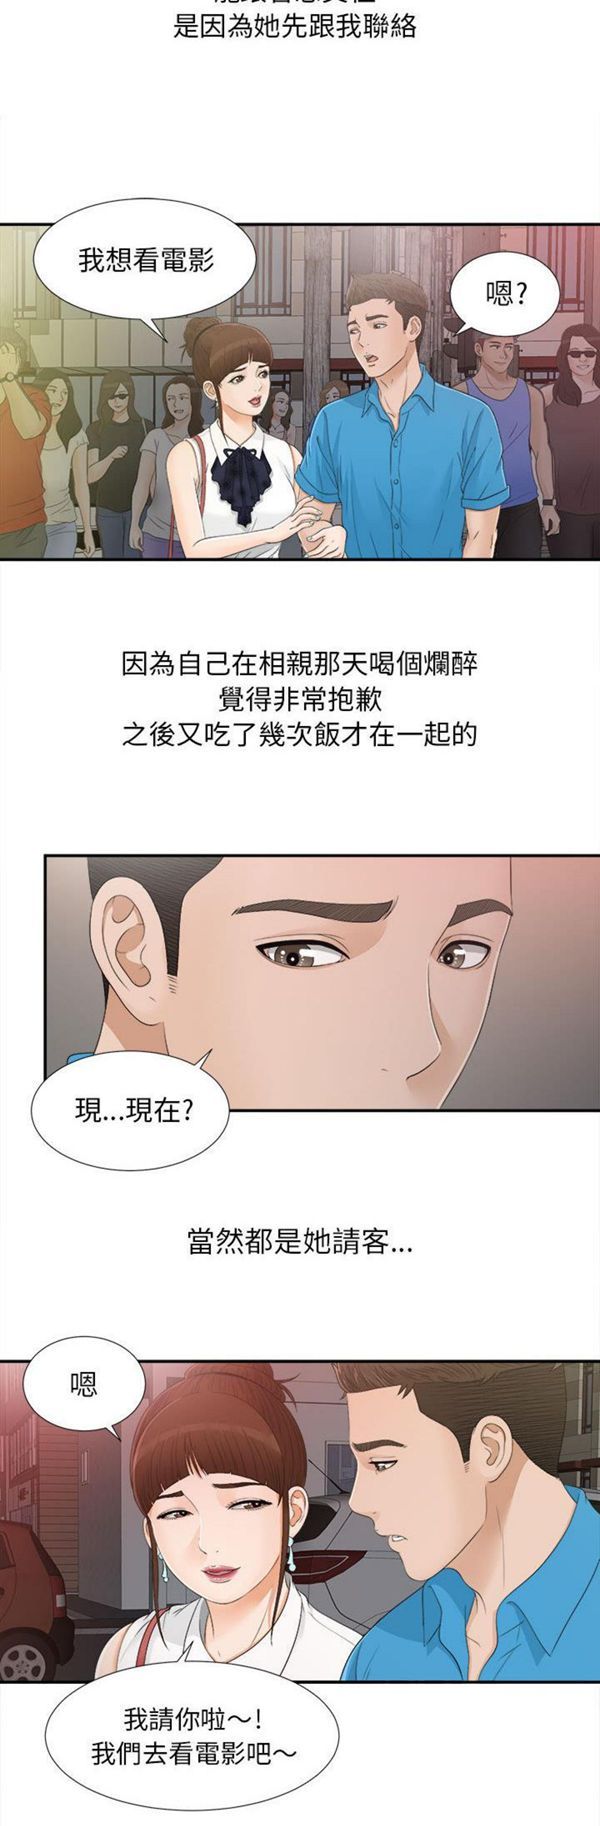 是因為她先跟我聯絡
我想看電影
嗯?
因為自己在相親那天喝個爛醉
覺得非常抱歉
之後又吃了幾次飯才在一起的
現...現在?
當然都是她請客...
嗯
我請你啦～!
我們去看電影吧～